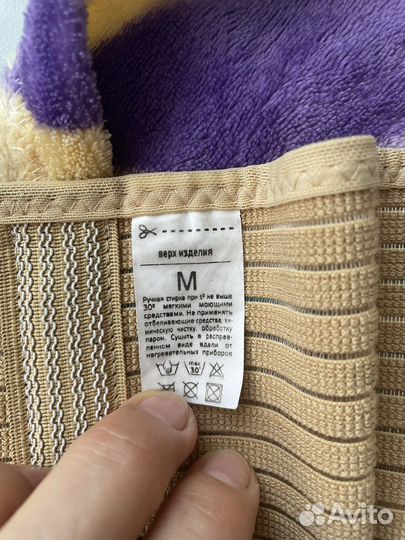 верх изделия
M
Ручная стирка при t° не выше
30° мягкими моющими
средствами. Не применять
отбеливающие средства, хи-
мическую чистку, обработку
паром. Сушить в расправ-
ленном виде вдали от
нагревательных приборов
max
30°
Avito